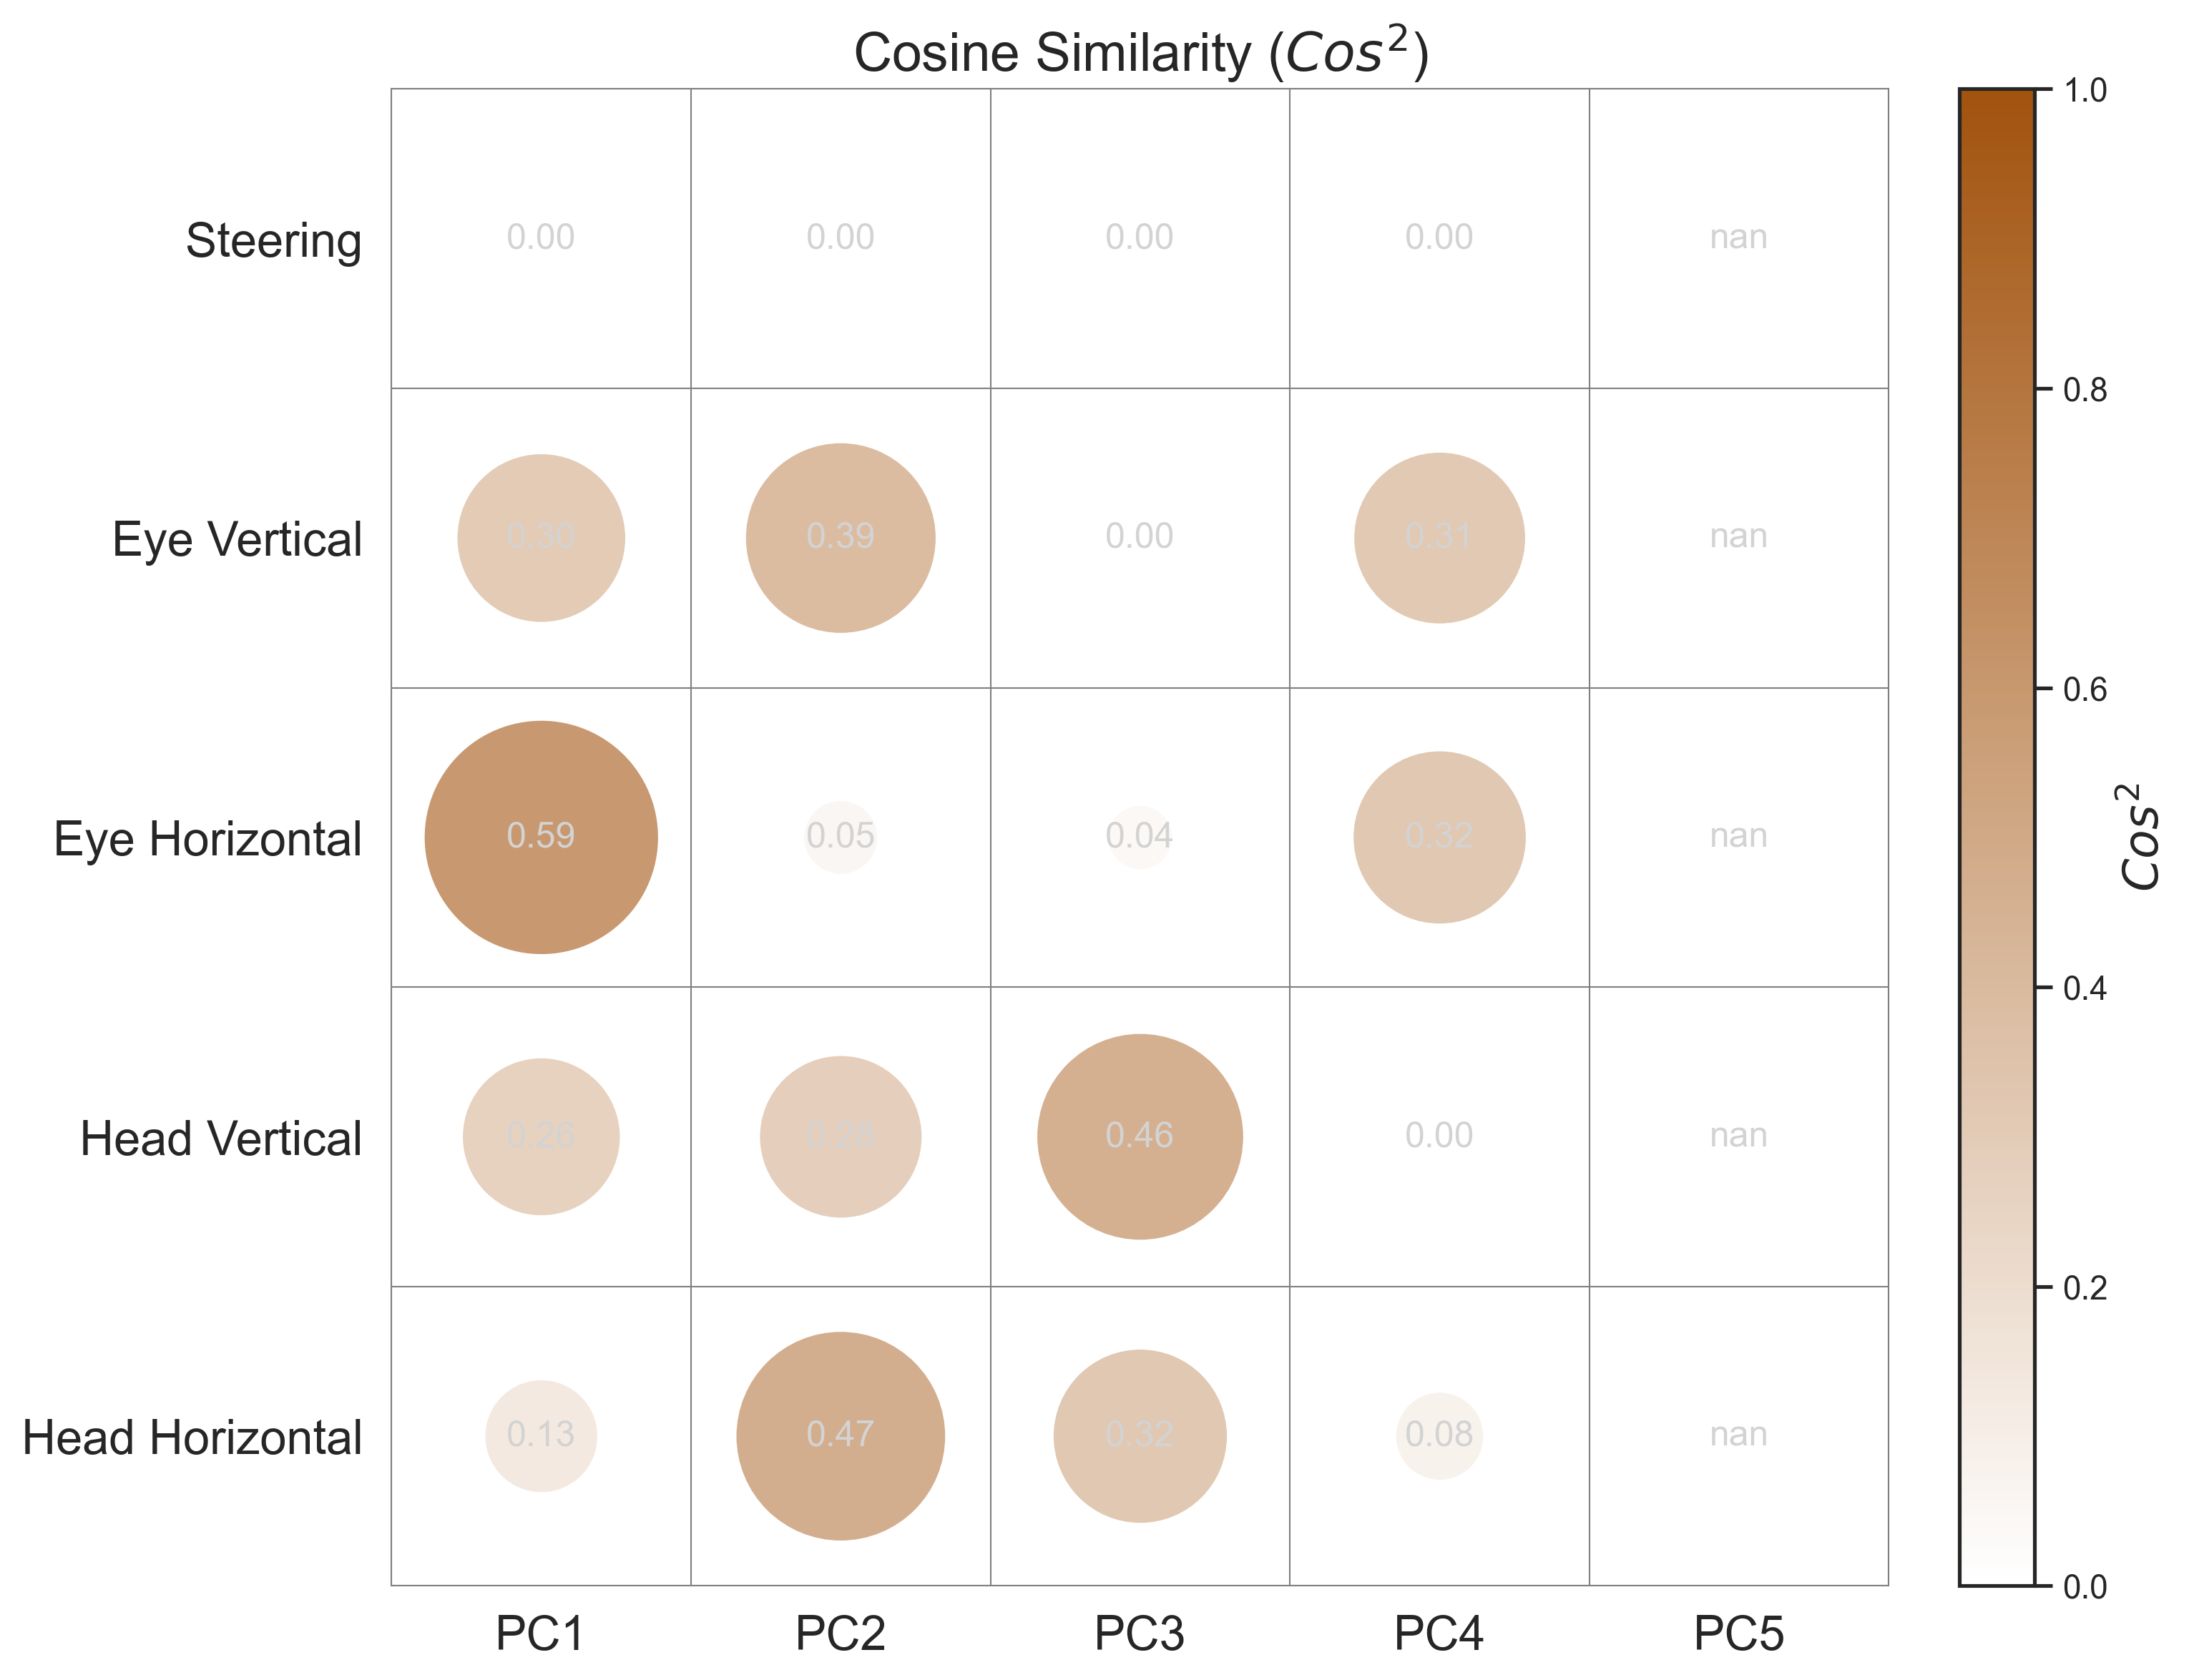 Cosine Similarity (Cos²)
Steering 0.00 0.00 0.00 0.00 nan
Eye Vertical 0.30 0.39 0.00 0.31 nan
Eye Horizontal 0.59 0.05 0.04 0.32 nan
Head Vertical 0.26 0.28 0.46 0.00 nan
Head Horizontal 0.13 0.47 0.32 0.08 nan
PC1 PC2 PC3 PC4 PC5
1.0
0.8
0.6
0.4
0.2
0.0
Cos²